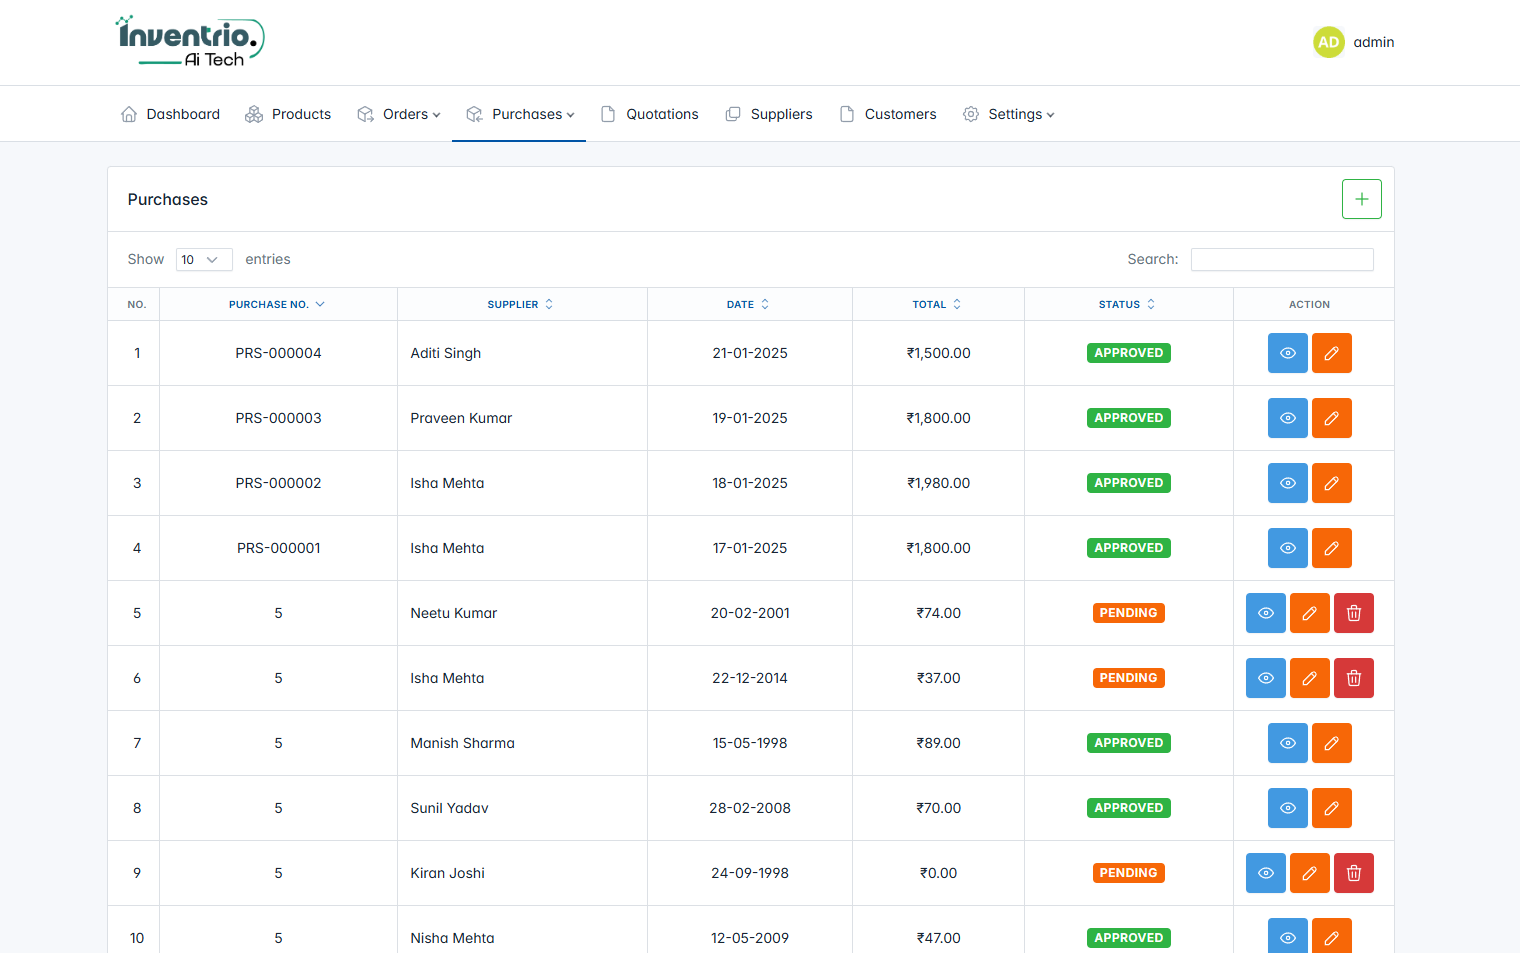 inventrio.
Ai Tech
AD admin
Dashboard Products Orders Purchases Quotations Suppliers Customers Settings
Purchases
Show 10 entries Search:
NO. PURCHASE NO. SUPPLIER DATE TOTAL STATUS ACTION
1 PRS-000004 Aditi Singh 21-01-2025 ₹1,500.00 APPROVED
2 PRS-000003 Praveen Kumar 19-01-2025 ₹1,800.00 APPROVED
3 PRS-000002 Isha Mehta 18-01-2025 ₹1,980.00 APPROVED
4 PRS-000001 Isha Mehta 17-01-2025 ₹1,800.00 APPROVED
5 5 Neetu Kumar 20-02-2001 ₹74.00 PENDING
6 5 Isha Mehta 22-12-2014 ₹37.00 PENDING
7 5 Manish Sharma 15-05-1998 ₹89.00 APPROVED
8 5 Sunil Yadav 28-02-2008 ₹70.00 APPROVED
9 5 Kiran Joshi 24-09-1998 ₹0.00 PENDING
10 5 Nisha Mehta 12-05-2009 ₹47.00 APPROVED